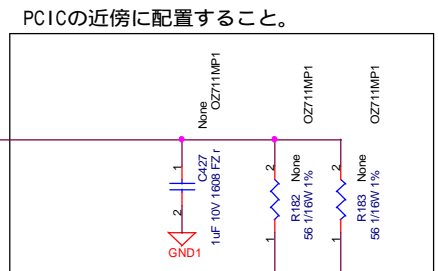 PCICの近傍に配置すること。
None
OZ711MP1
1
2
C427
1uF 10V 1608 FZ r
GND1
OZ711MP1
2
1
None
R182
56 1/16W 1%
OZ711MP1
2
1
None
R183
56 1/16W 1%